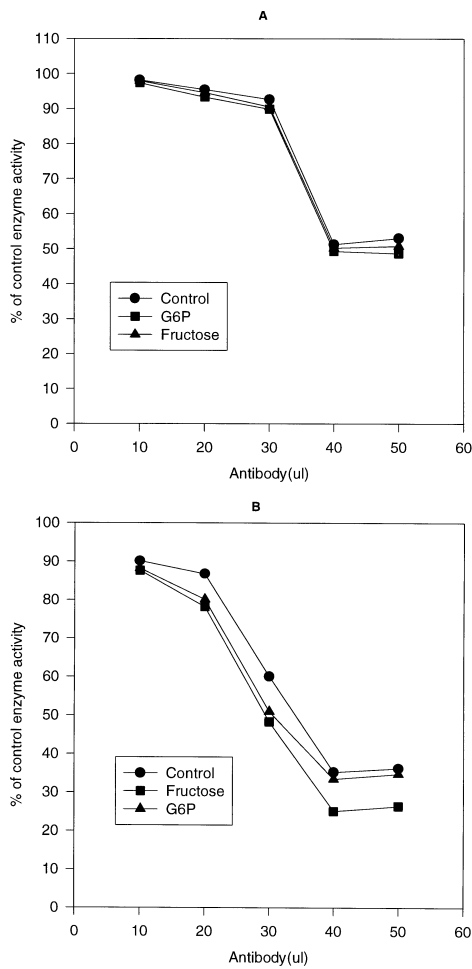 A
110
100
90
80
70
60
50
40
30
20
10
0
% of control enzyme activity
Control
G6P
Fructose
0 10 20 30 40 50 60
Antibody(ul)
B
100
90
80
70
60
50
40
30
20
10
0
% of control enzyme activity
Control
Fructose
G6P
0 10 20 30 40 50 60
Antibody(ul)